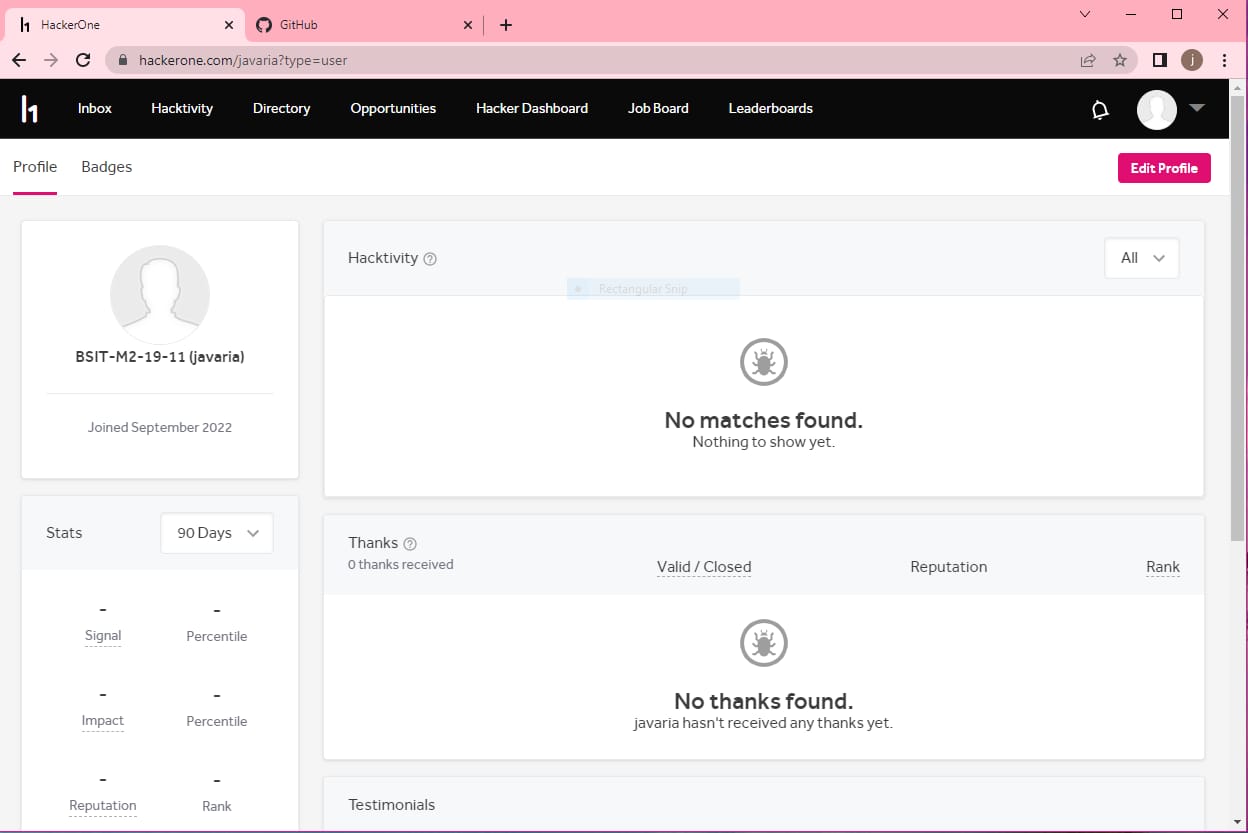 HackerOne
GitHub
hackerone.com/javaria?type=user
j
h1
Inbox
Hacktivity
Directory
Opportunities
Hacker Dashboard
Job Board
Leaderboards
Profile
Badges
Edit Profile
BSIT-M2-19-11 (javaria)
Joined September 2022
Stats
90 Days
-
-
Signal
Percentile
-
-
Impact
Percentile
-
-
Reputation
Rank
Hacktivity ?
All
Rectangular Snip
No matches found.
Nothing to show yet.
Thanks ?
0 thanks received
Valid / Closed
Reputation
Rank
No thanks found.
javaria hasn't received any thanks yet.
Testimonials